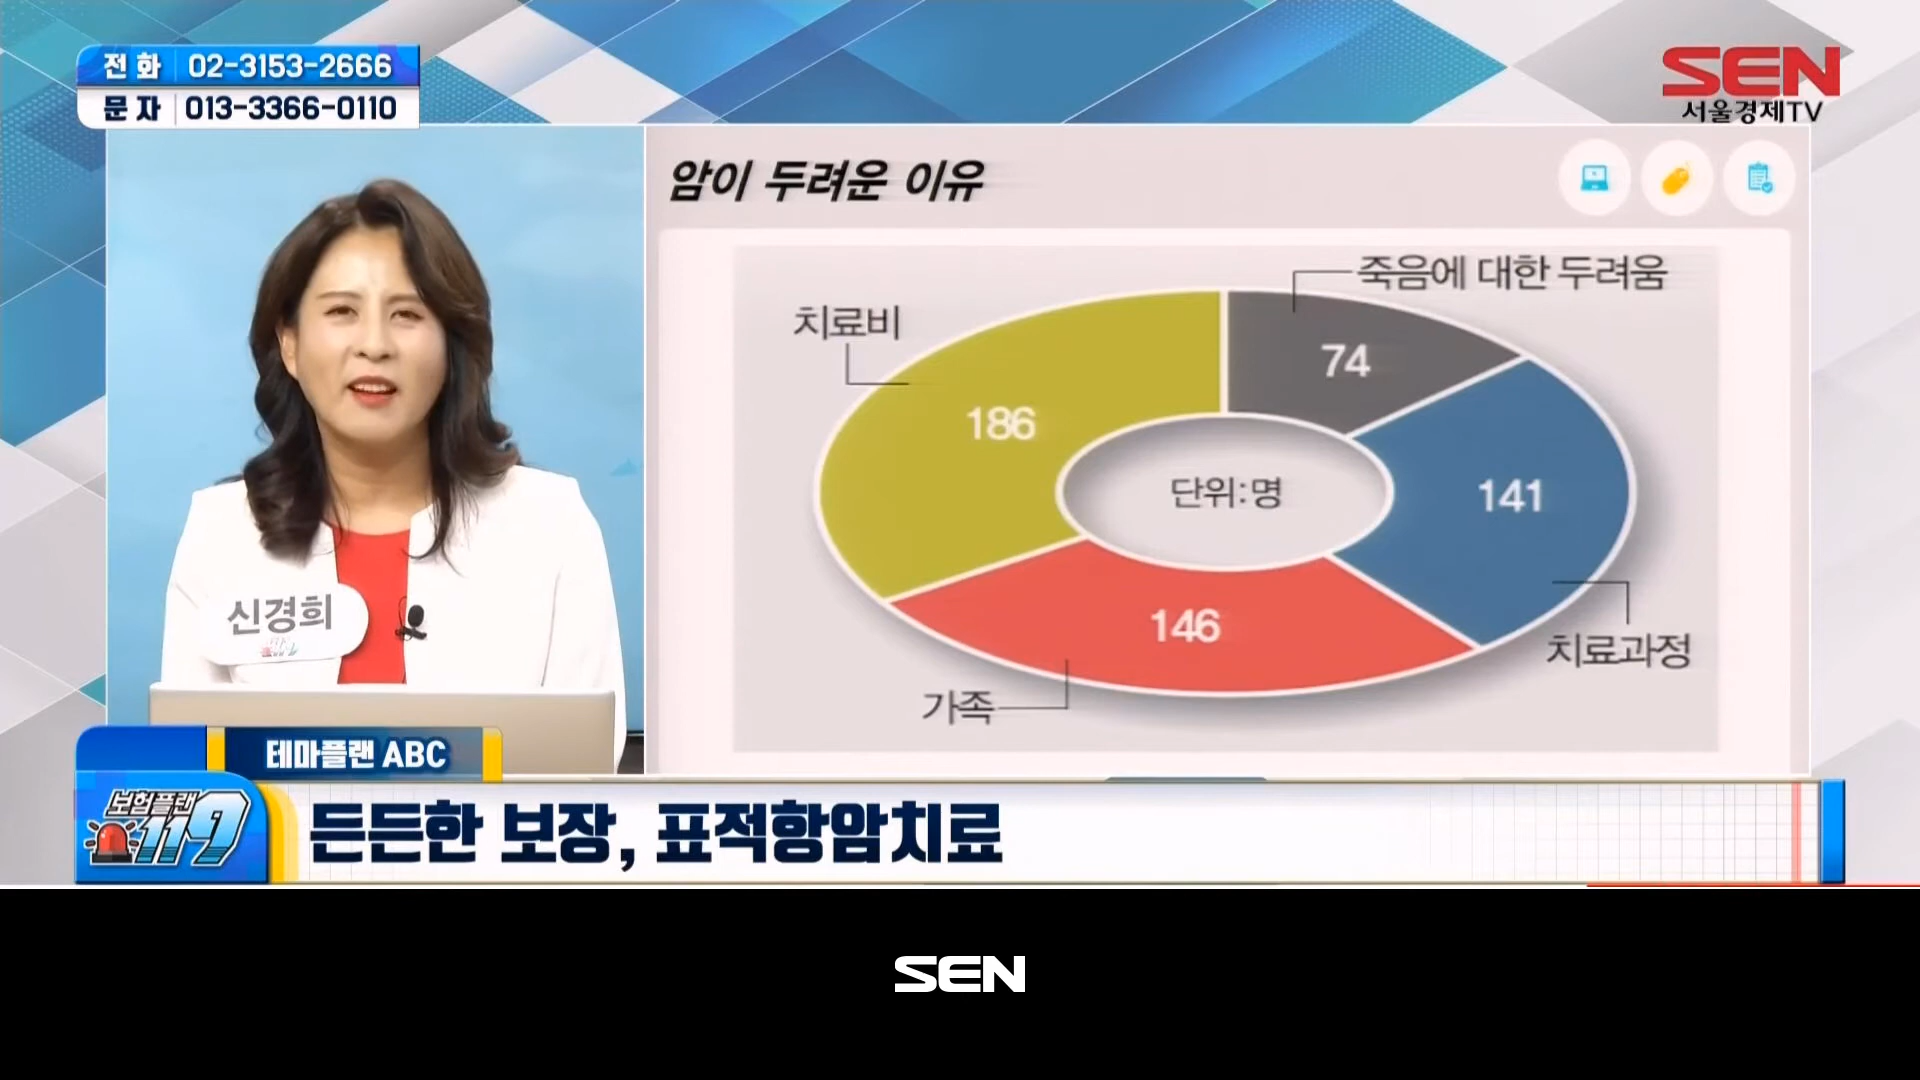 전화 02-3153-2666
문자 013-3366-0110
SEN
서울경제TV
암이 두려운 이유
죽음에 대한 두려움
치료비
74
186
141
단위:명
146
치료과정
가족
신경희
테마플랜 ABC
보험플랜
119
든든한 보장, 표적항암치료
SEN